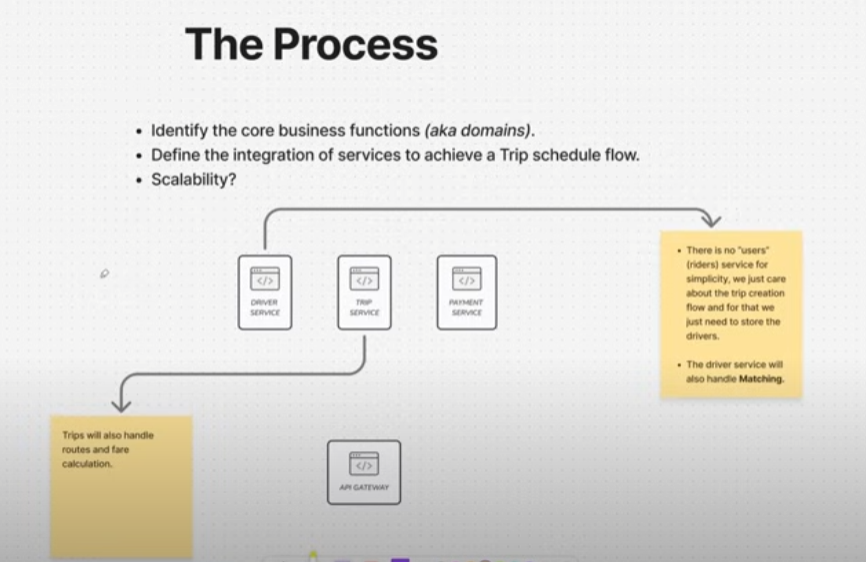 The Process
• Identify the core business functions (aka domains).
• Define the integration of services to achieve a Trip schedule flow.
• Scalability?
DRIVER
SERVICE
TRIP
SERVICE
PAYMENT
SERVICE
• There is no "users"
(riders) service for
simplicity, we just care
about the trip creation
flow and for that we
just need to store the
drivers.
• The driver service will
also handle Matching.
Trips will also handle
routes and fare
calculation.
</>
</>
</>
</>
API GATEWAY